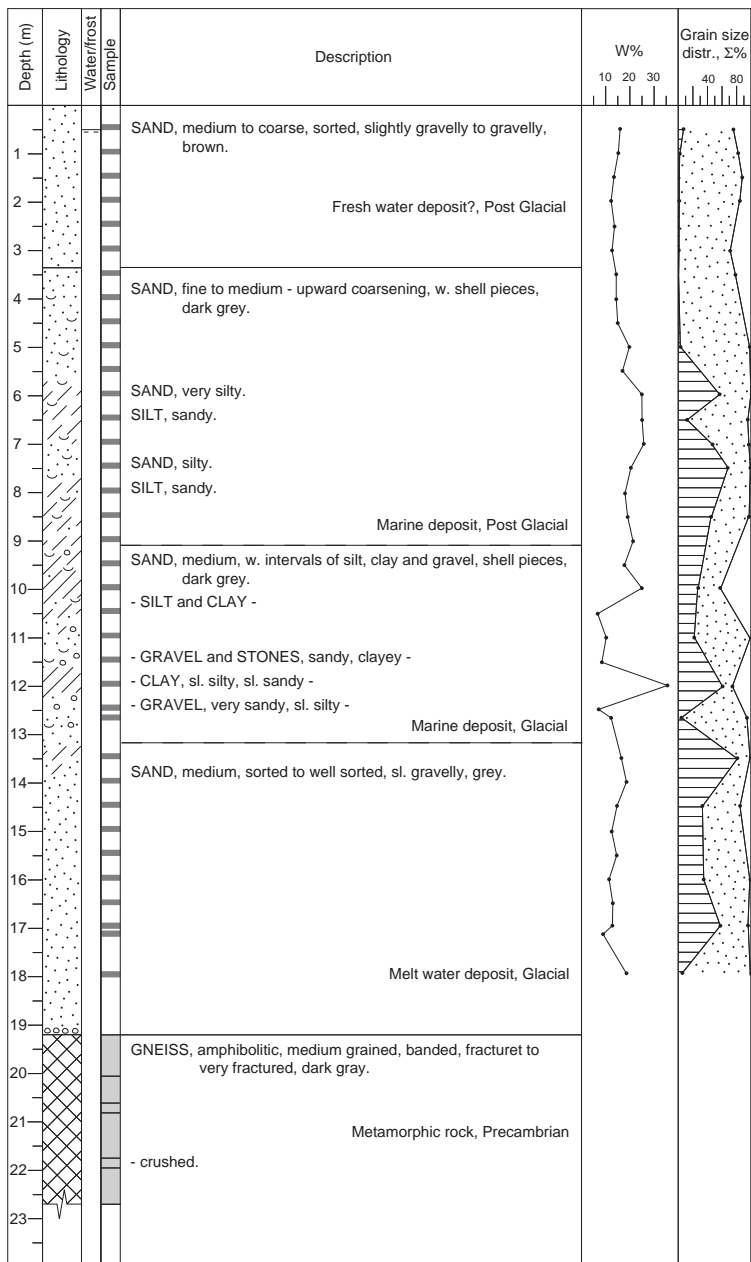 Depth (m)
Lithology
Water/frost
Sample
Description
W%
10 20 30
Grain size
distr., Σ%
40 80
SAND, medium to coarse, sorted, slightly gravelly to gravelly,
brown.
1
2
Fresh water deposit?, Post Glacial
3
SAND, fine to medium - upward coarsening, w. shell pieces,
dark grey.
4
5
6
SAND, very silty.
SILT, sandy.
7
SAND, silty.
8
SILT, sandy.
Marine deposit, Post Glacial
9
SAND, medium, w. intervals of silt, clay and gravel, shell pieces,
dark grey.
10
- SILT and CLAY -
11
- GRAVEL and STONES, sandy, clayey -
12
- CLAY, sl. silty, sl. sandy -
- GRAVEL, very sandy, sl. silty -
13
Marine deposit, Glacial
SAND, medium, sorted to well sorted, sl. gravelly, grey.
14
15
16
17
18
Melt water deposit, Glacial
19
GNEISS, amphibolitic, medium grained, banded, fracturet to
very fractured, dark gray.
20
21
Metamorphic rock, Precambrian
22
- crushed.
23